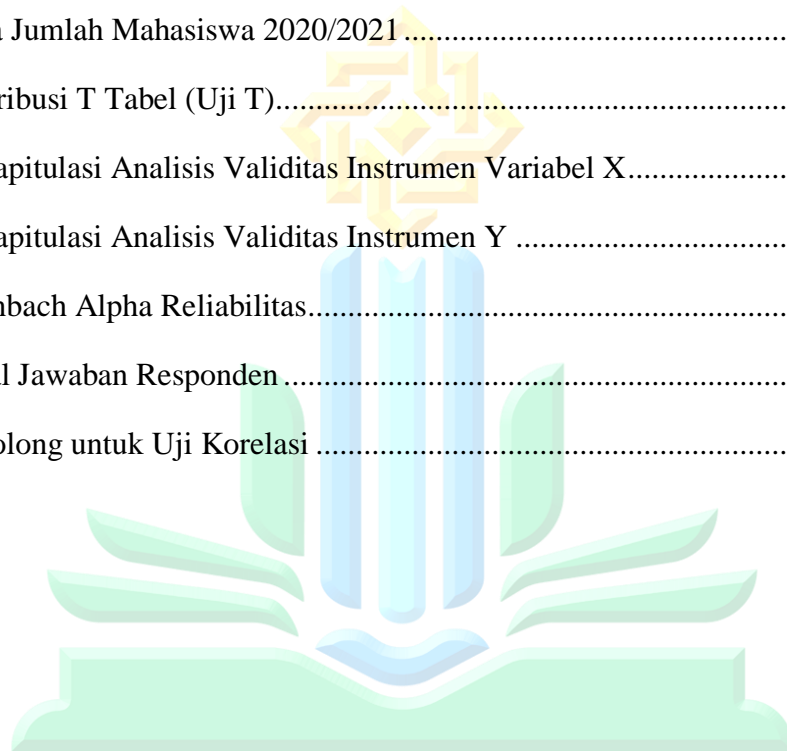 a Jumlah Mahasiswa 2020/2021................................................
ribusi T Tabel (Uji T)................................................................
apitulasi Analisis Validitas Instrumen Variabel X....................
apitulasi Analisis Validitas Instrumen Y ..................................
nbach Alpha Reliabilitas............................................................
l Jawaban Responden ...............................................................
olong untuk Uji Korelasi ...........................................................